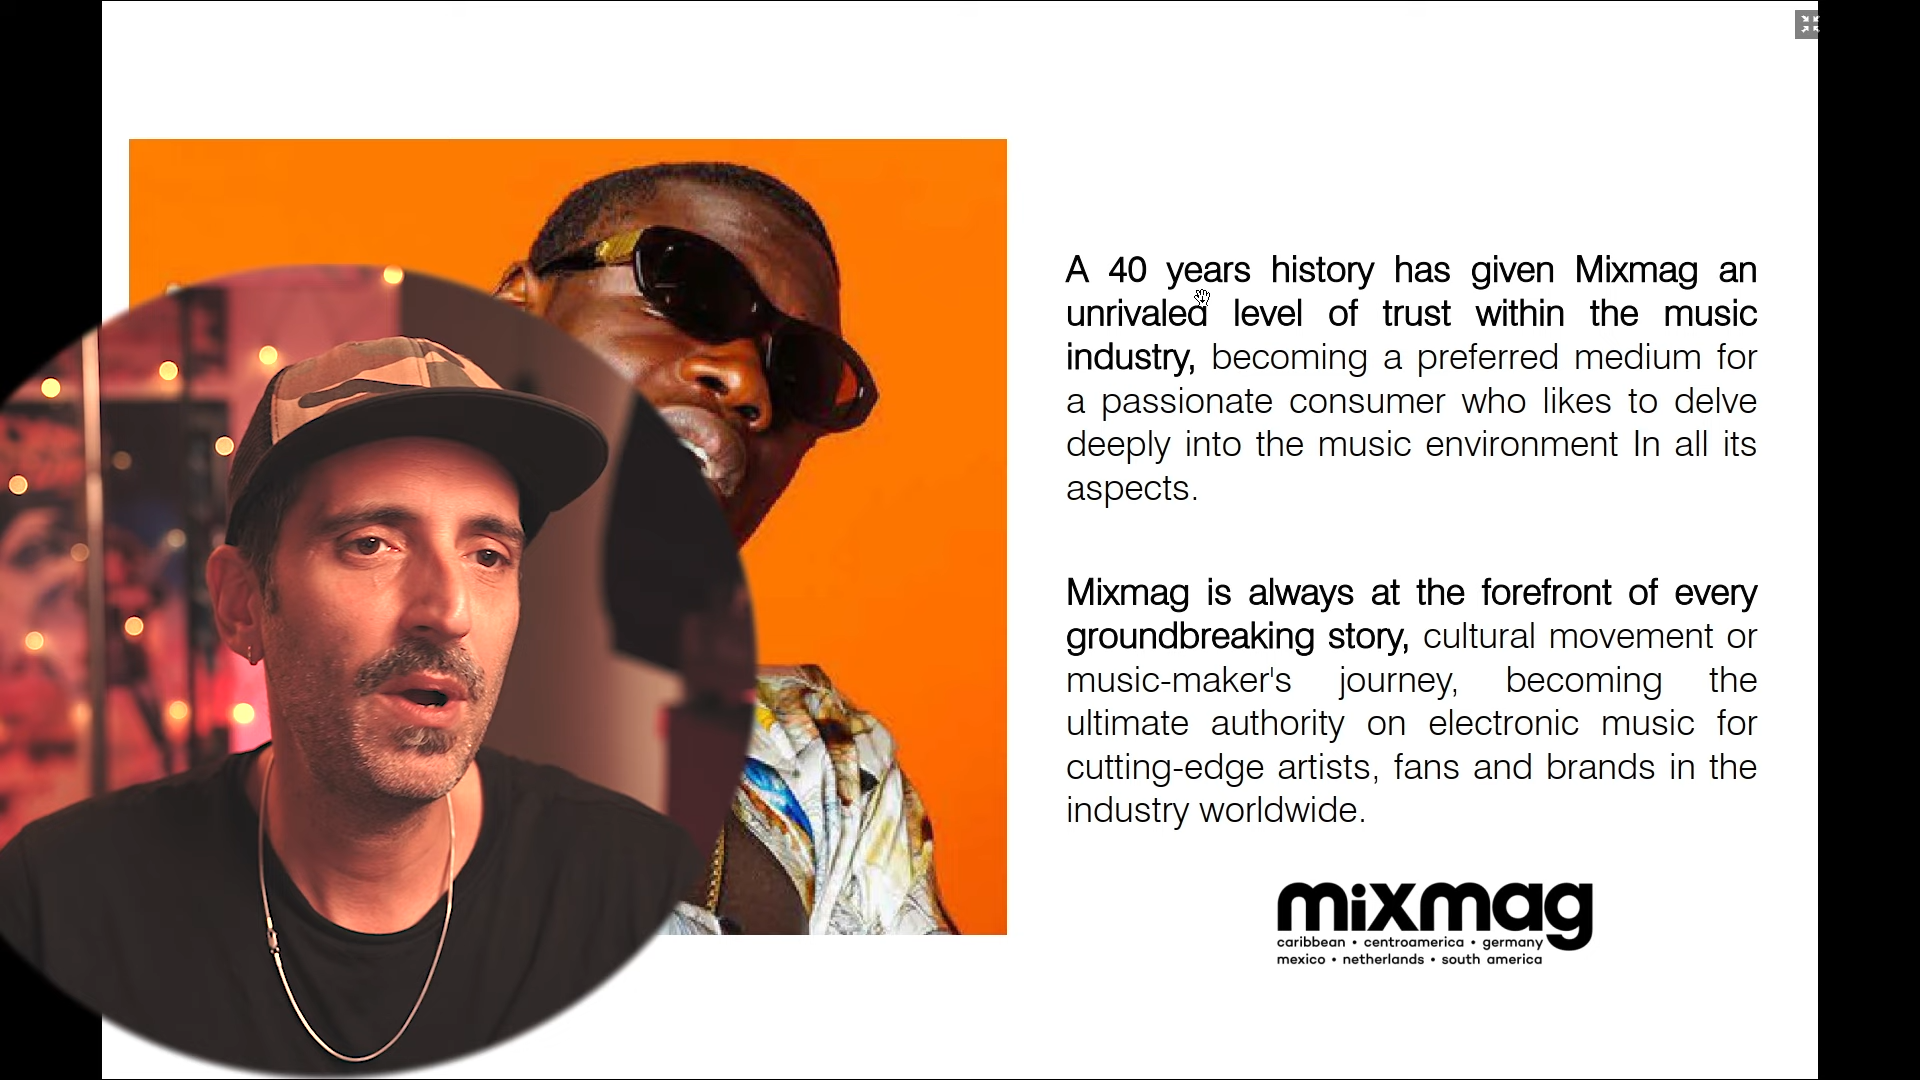 A 40 years history has given Mixmag an
unrivaled level of trust within the music
industry, becoming a preferred medium for
a passionate consumer who likes to delve
deeply into the music environment In all its
aspects.
Mixmag is always at the forefront of every
groundbreaking story, cultural movement or
music-maker's journey, becoming the
ultimate authority on electronic music for
cutting-edge artists, fans and brands in the
industry worldwide.
mixmag
caribbean • centroamerica • germany
mexico • netherlands • south america